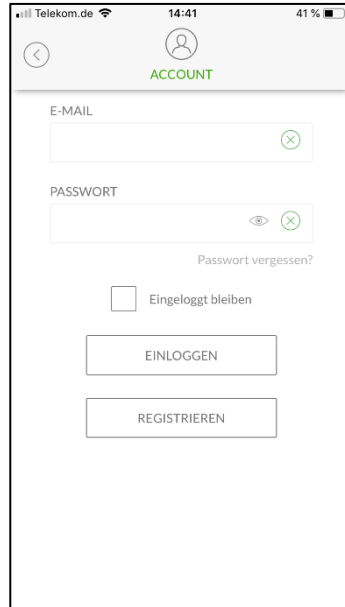 Telekom.de 14:41 41 %
ACCOUNT
E-MAIL
PASSWORT
Passwort vergessen?
Eingeloggt bleiben
EINLOGGEN
REGISTRIEREN